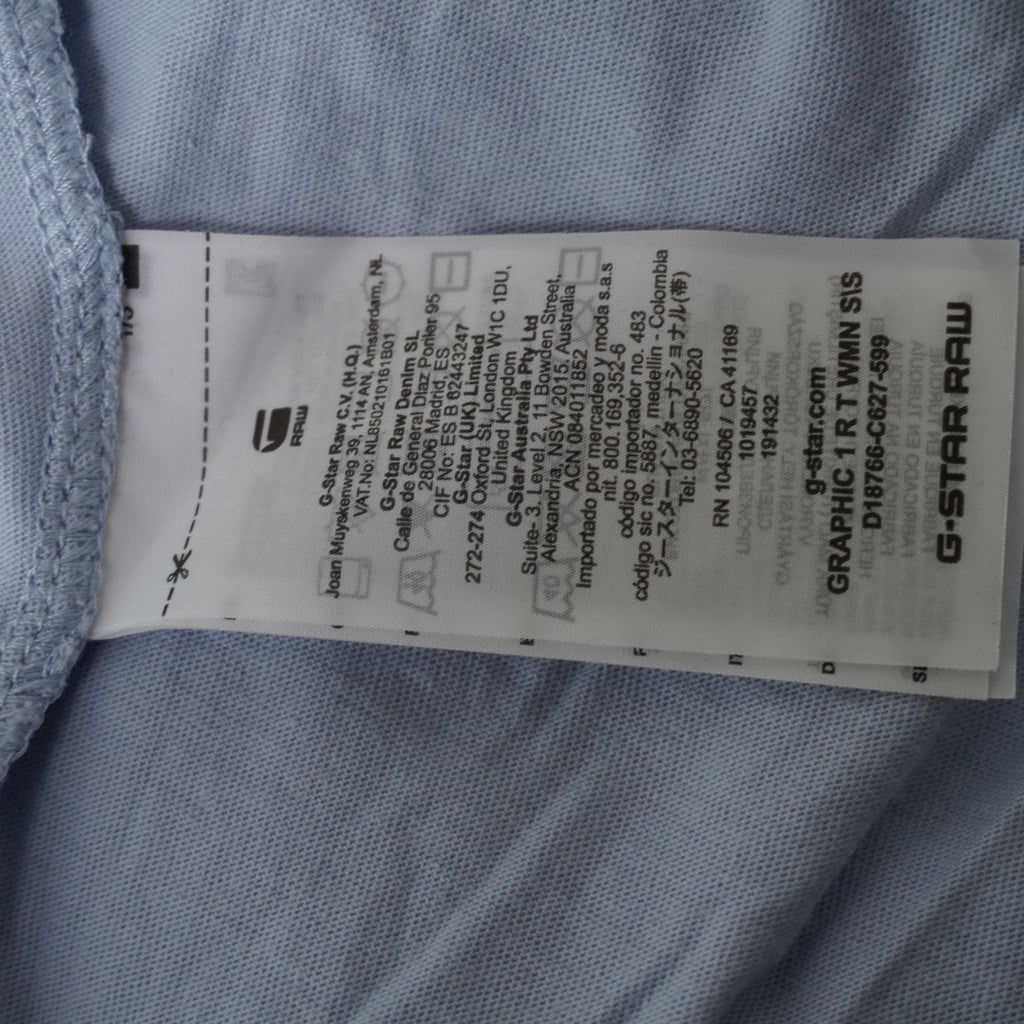 RAW
G-Star Raw C.V. (H.Q.)
Joan Muyskenweg 39, 1114 AN, Amsterdam, NL
VAT.No: NL850210161B01
G-Star Raw Denim SL
Calle de General Diaz Porlier 95
28006 Madrid, ES
CIF No: ES B 62443247
G-Star (UK) Limited
272-274 Oxford St, London W1C 1DU,
United Kingdom
G-Star Australia Pty Ltd
Suite- 3, Level 2, 11 Bowden Street,
Alexandria, NSW 2015. Australia
ACN 084011852
Importado por mercadeo y moda s.a.s
nit. 800.169,352-6
código importador no. 483
código sic no. 5887, medellin - Colombia
ジースターインターナショナル(帯)
Tel: 03-6890-5620
RN 104506 / CA 41169
1019457
191432
g-star.com
GRAPHIC 1 R T WMN S\S
D18766-C627-599
G-STAR RAW